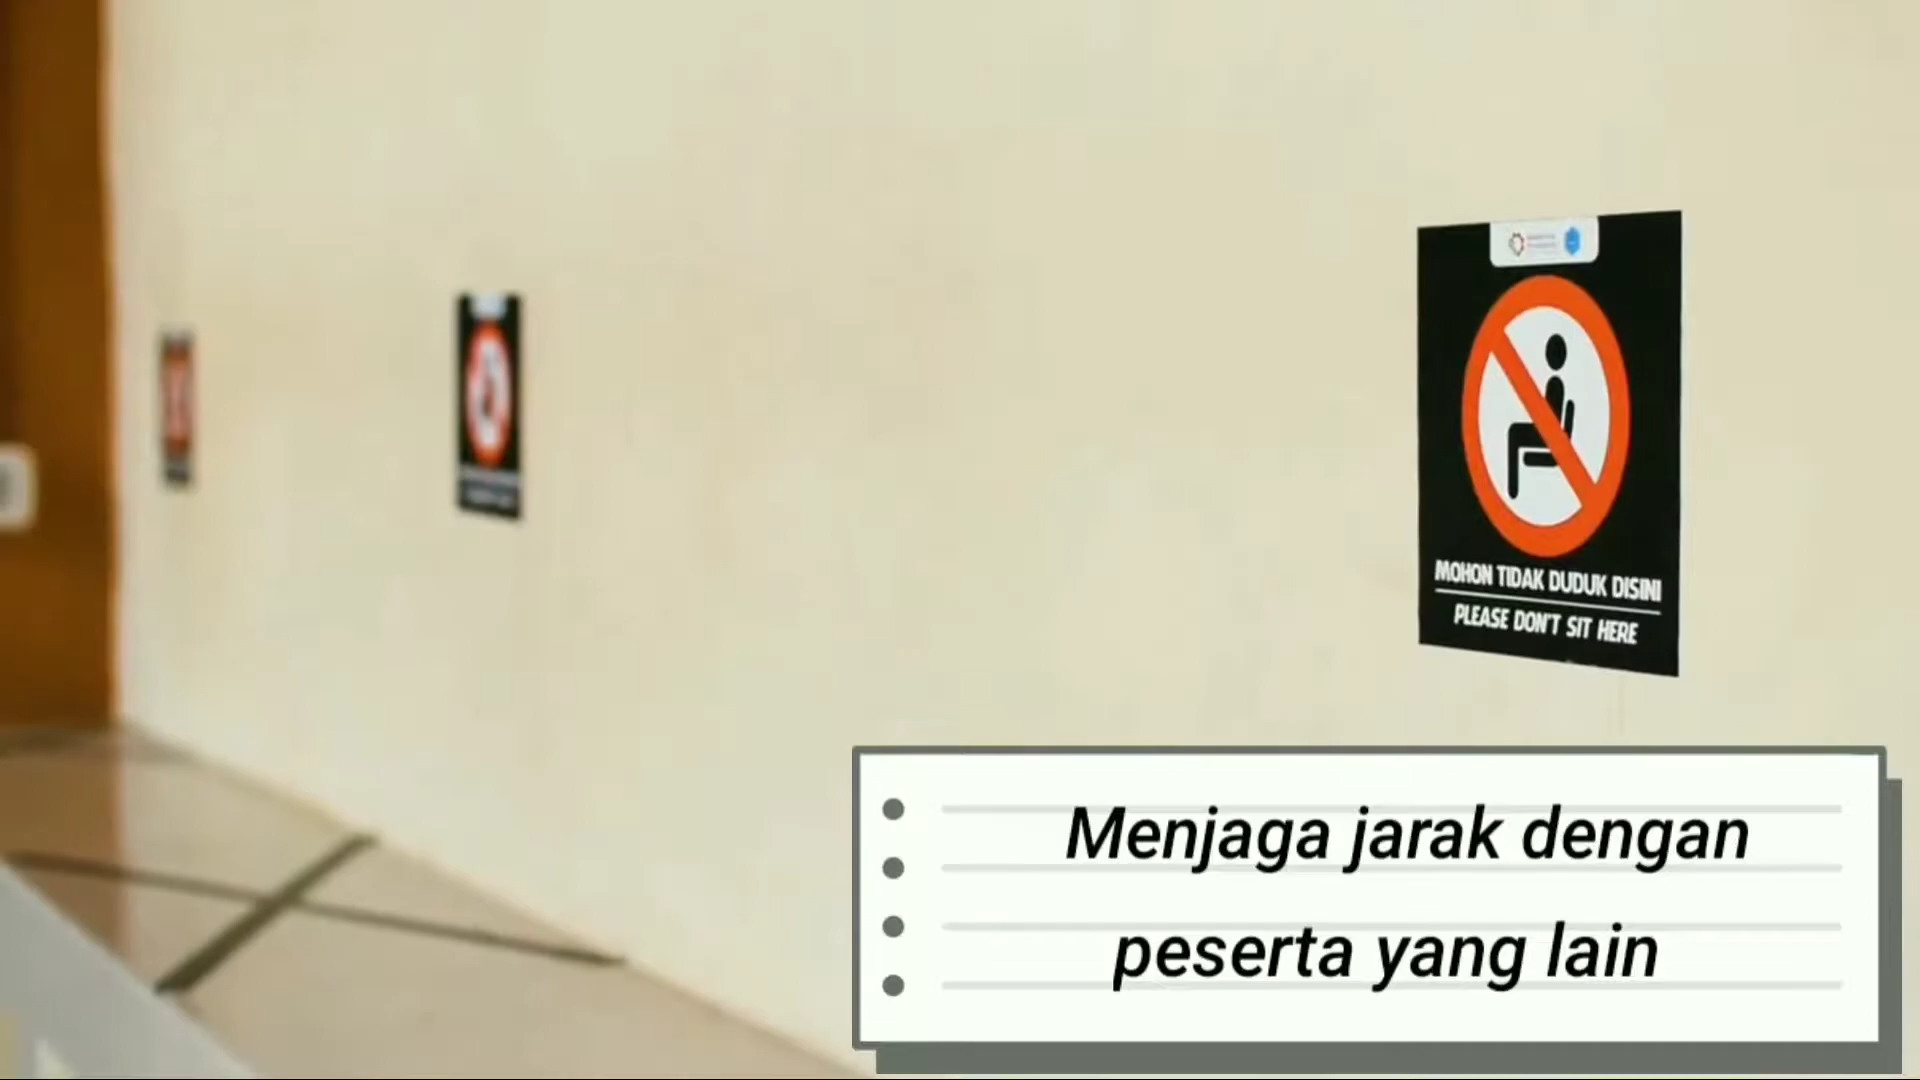 MOHON TIDAK DUDUK DISINI
PLEASE DON'T SIT HERE
Menjaga jarak dengan
peserta yang lain